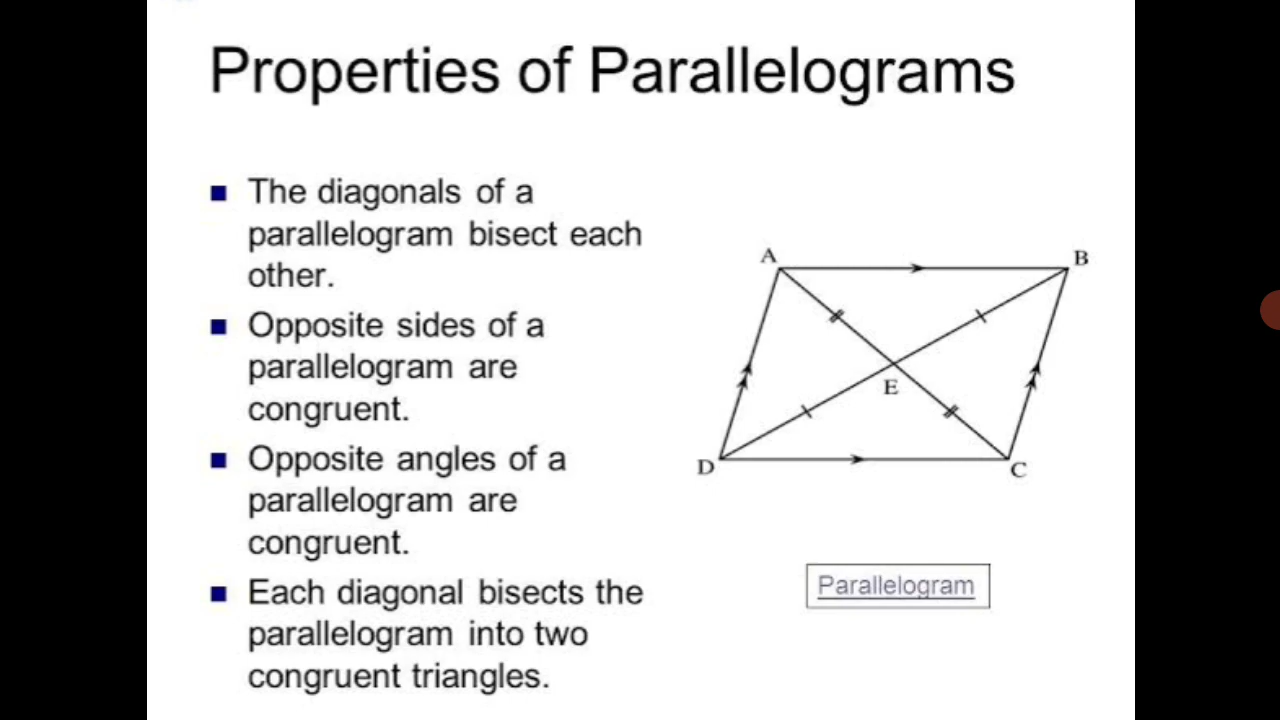 Properties of Parallelograms
The diagonals of a
parallelogram bisect each
other.
Opposite sides of a
parallelogram are
congruent.
Opposite angles of a
parallelogram are
congruent.
Each diagonal bisects the
parallelogram into two
congruent triangles.
A
B
E
D
C
Parallelogram